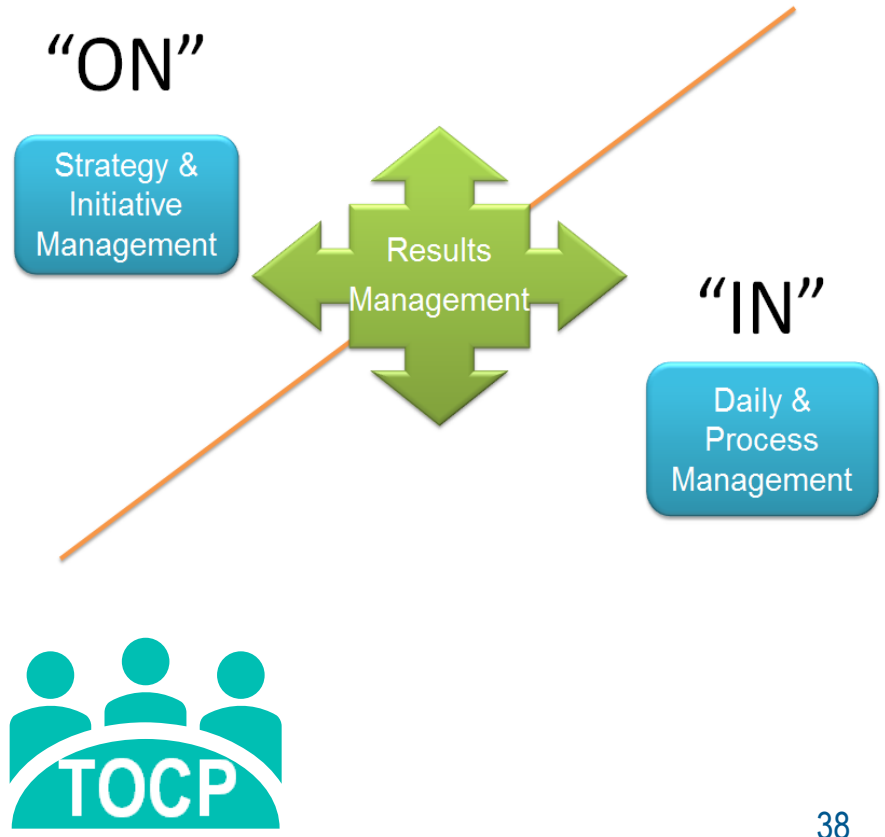 “ON”
Strategy &
Initiative
Management
Results
Management
“IN”
Daily &
Process
Management
TOCP
38